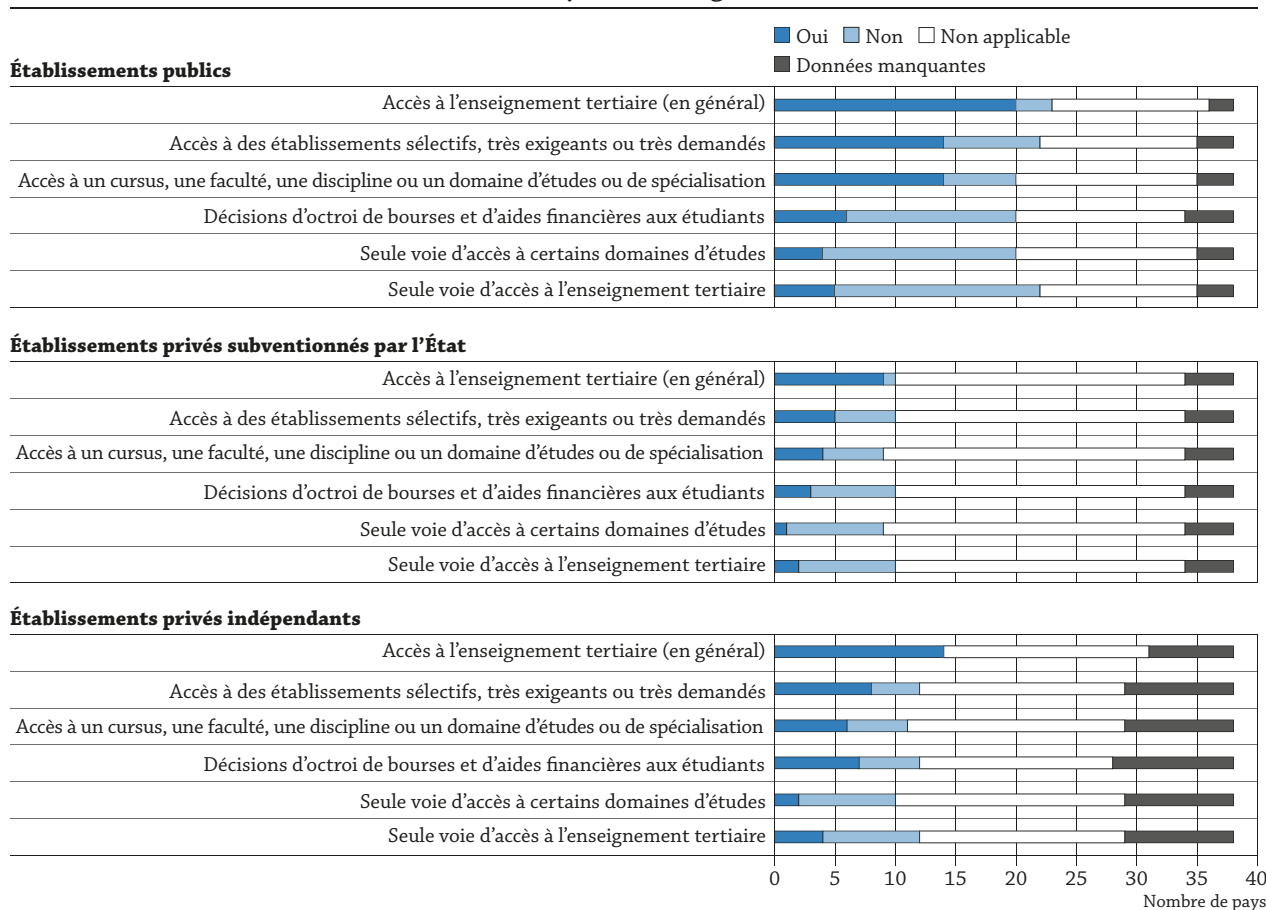 Oui Non Non applicable
Données manquantes
Établissements publics
Accès à l'enseignement tertiaire (en général)
Accès à des établissements sélectifs, très exigeants ou très demandés
Accès à un cursus, une faculté, une discipline ou un domaine d'études ou de spécialisation
Décisions d'octroi de bourses et d'aides financières aux étudiants
Seule voie d'accès à certains domaines d'études
Seule voie d'accès à l'enseignement tertiaire
Établissements privés subventionnés par l'État
Accès à l'enseignement tertiaire (en général)
Accès à des établissements sélectifs, très exigeants ou très demandés
Accès à un cursus, une faculté, une discipline ou un domaine d'études ou de spécialisation
Décisions d'octroi de bourses et d'aides financières aux étudiants
Seule voie d'accès à certains domaines d'études
Seule voie d'accès à l'enseignement tertiaire
Établissements privés indépendants
Accès à l'enseignement tertiaire (en général)
Accès à des établissements sélectifs, très exigeants ou très demandés
Accès à un cursus, une faculté, une discipline ou un domaine d'études ou de spécialisation
Décisions d'octroi de bourses et d'aides financières aux étudiants
Seule voie d'accès à certains domaines d'études
Seule voie d'accès à l'enseignement tertiaire
0 5 10 15 20 25 30 35 40
Nombre de pays